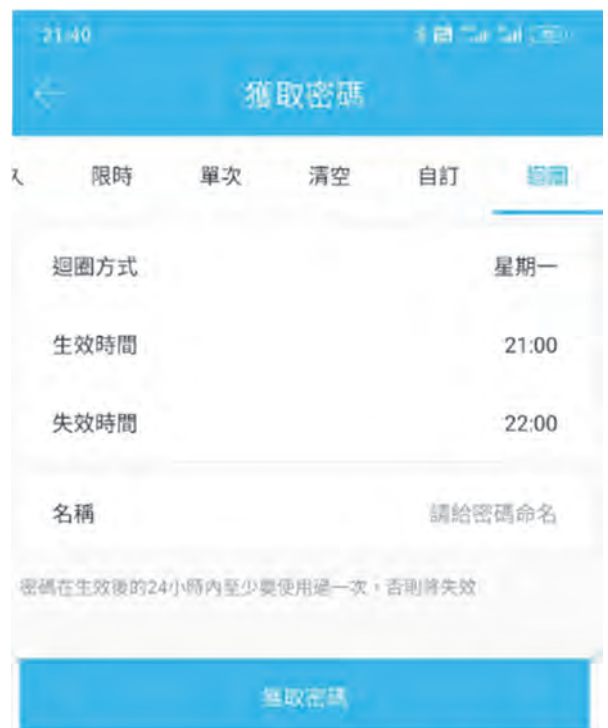 21:40
獲取密碼
久 限時 單次 清空 自訂 迴圈
迴圈方式 星期一
生效時間 21:00
失效時間 22:00
名稱 請給密碼命名
密碼在生效後的24小時內至少要使用過一次，否則將失效
獲取密碼